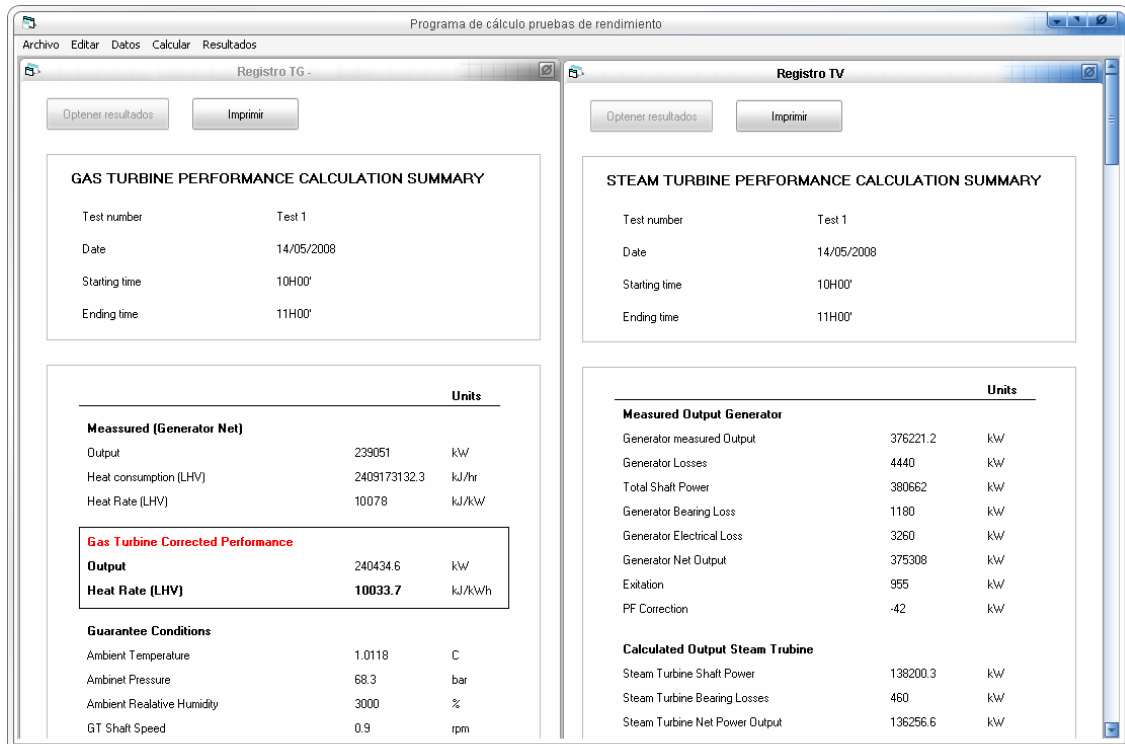 Programa de cálculo pruebas de rendimiento
Archivo Editar Datos Calcular Resultados
Registro TG -
Optener resultados Imprimir
GAS TURBINE PERFORMANCE CALCULATION SUMMARY
Test number Test 1
Date 14/05/2008
Starting time 10H00'
Ending time 11H00'
Units
Meassured (Generator Net)
Output 239051 kW
Heat consumption (LHV) 2409173132.3 kJ/hr
Heat Rate (LHV) 10078 kJ/kW
Gas Turbine Corrected Performance
Output 240434.6 kW
Heat Rate (LHV) 10033.7 kJ/kWh
Guarantee Conditions
Ambient Temperature 1.0118 C
Ambinet Pressure 68.3 bar
Ambient Realative Humidity 3000 %
GT Shaft Speed 0.9 rpm
Registro TV
Optener resultados Imprimir
STEAM TURBINE PERFORMANCE CALCULATION SUMMARY
Test number Test 1
Date 14/05/2008
Starting time 10H00'
Ending time 11H00'
Units
Measured Output Generator
Generator measured Output 376221.2 kW
Generator Losses 4440 kW
Total Shaft Power 380662 kW
Generator Bearing Loss 1180 kW
Generator Electrical Loss 3260 kW
Generator Net Output 375308 kW
Exitation 955 kW
PF Correction -42 kW
Calculated Output Steam Trubine
Steam Turbine Shaft Power 138200.3 kW
Steam Turbine Bearing Losses 460 kW
Steam Turbine Net Power Output 136256.6 kW